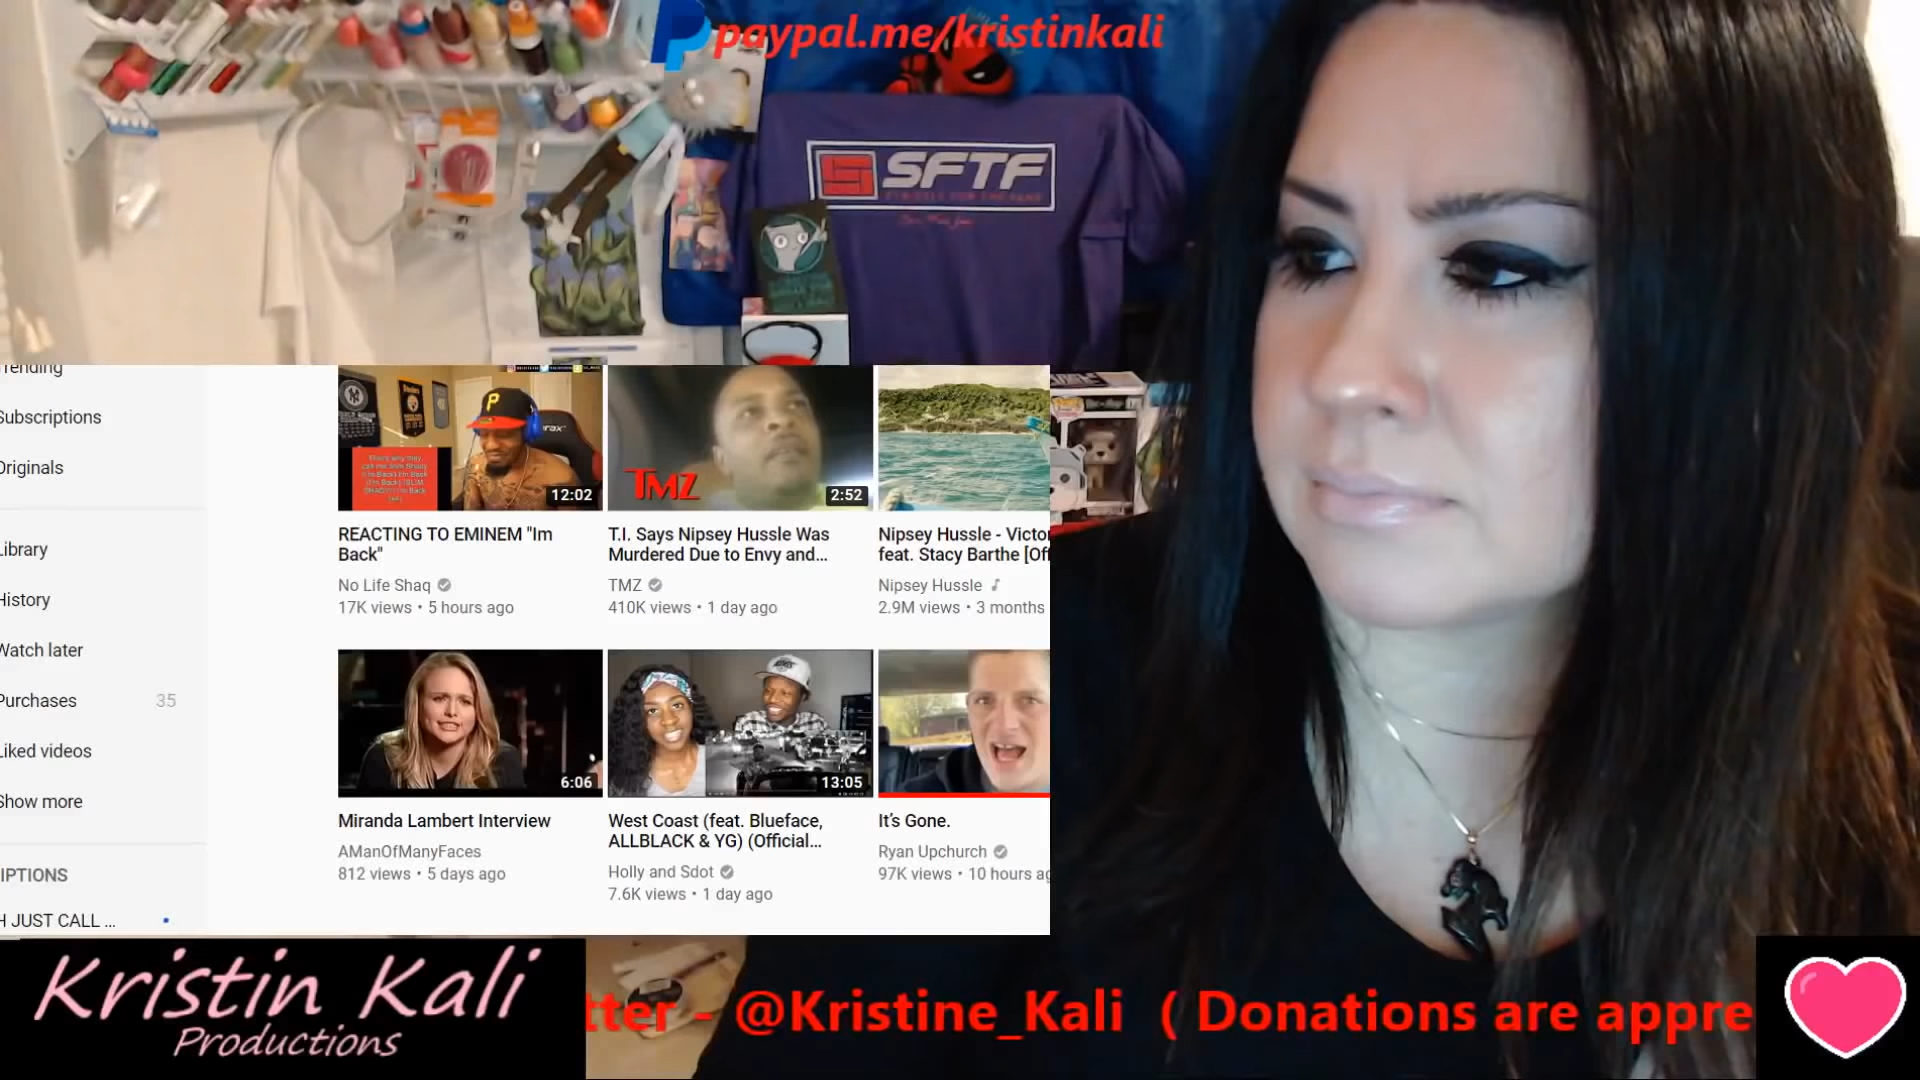 paypal.me/kristinkali
SFTF
Trending
Subscriptions
Originals
Library
History
Watch later
Purchases 35
Liked videos
Show more
IPTIONS
H JUST CALL ...
P
12:02
REACTING TO EMINEM "Im
Back"
No Life Shaq
17K views • 5 hours ago
TMZ
2:52
T.I. Says Nipsey Hussle Was
Murdered Due to Envy and...
TMZ
410K views • 1 day ago
Nipsey Hussle - Victor
feat. Stacy Barthe [Off
Nipsey Hussle
2.9M views • 3 months
6:06
Miranda Lambert Interview
AManOfManyFaces
812 views • 5 days ago
13:05
West Coast (feat. Blueface,
ALLBLACK & YG) (Official...
Holly and Sdot
7.6K views • 1 day ago
It's Gone.
Ryan Upchurch
97K views • 10 hours ag
Kristin Kali
Productions
tter - @Kristine_Kali ( Donations are appre